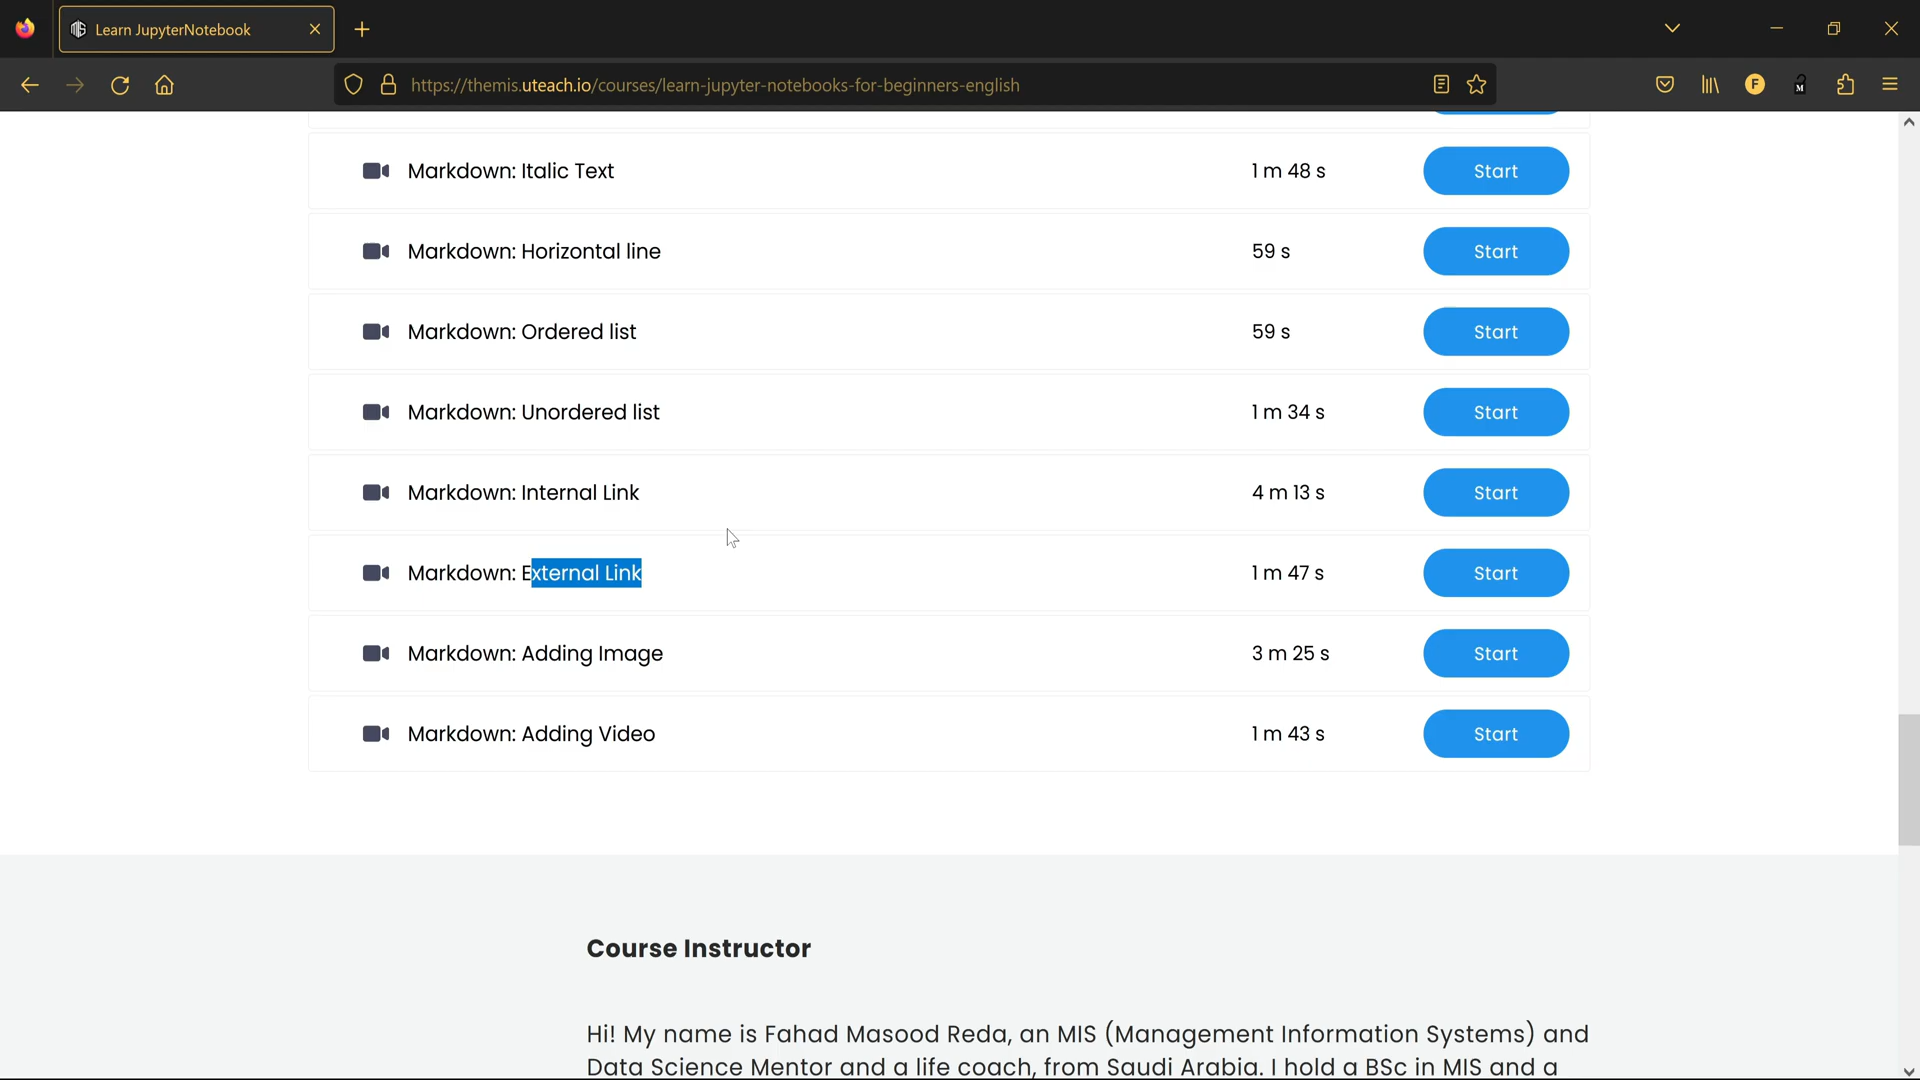 Learn JupyterNotebook
https://themis.uteach.io/courses/learn-jupyter-notebooks-for-beginners-english
F
M
Markdown: Italic Text 1 m 48 s Start
Markdown: Horizontal line 59 s Start
Markdown: Ordered list 59 s Start
Markdown: Unordered list 1 m 34 s Start
Markdown: Internal Link 4 m 13 s Start
Markdown: External Link 1 m 47 s Start
Markdown: Adding Image 3 m 25 s Start
Markdown: Adding Video 1 m 43 s Start
Course Instructor
Hi! My name is Fahad Masood Reda, an MIS (Management Information Systems) and
Data Science Mentor and a life coach, from Saudi Arabia. I hold a BSc in MIS and a